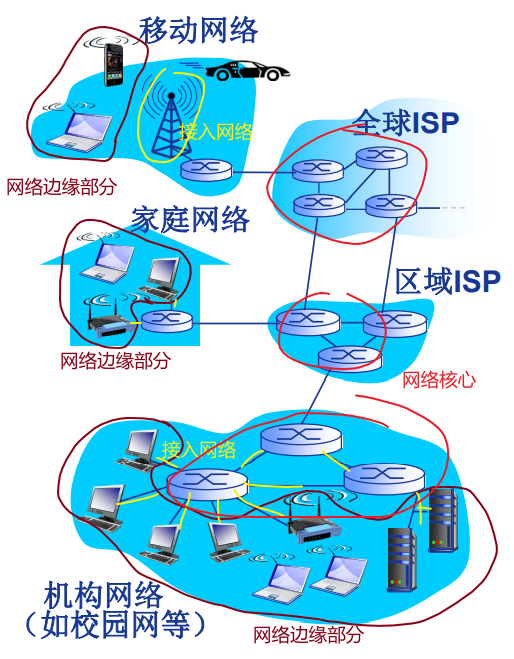 移动网络
接入网络
全球ISP
网络边缘部分
家庭网络
区域ISP
网络边缘部分
网络核心
接入网络
机构网络
（如校园网等）
网络边缘部分